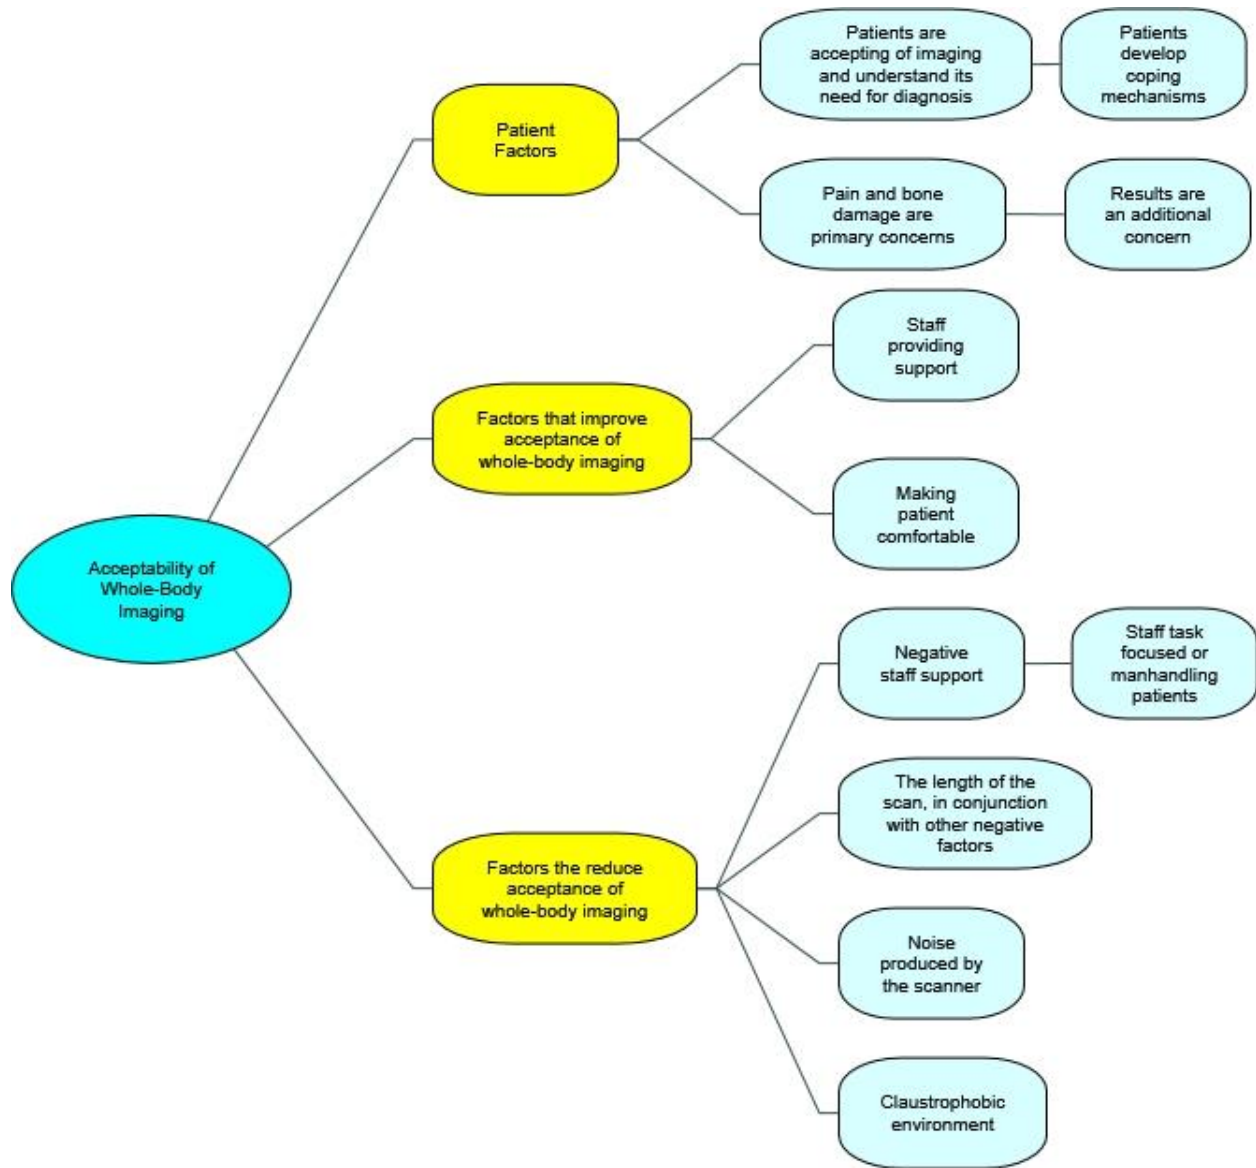 Patients are
accepting of imaging
and understand its
need for diagnosis
Patients
develop
coping
mechanisms
Patient
Factors
Pain and bone
damage are
primary concerns
Results are
an additional
concern
Staff
providing
support
Factors that improve
acceptance of
whole-body imaging
Making
patient
comfortable
Acceptability of
Whole-Body
Imaging
Negative
staff support
Staff task
focused or
manhandling
patients
The length of the
scan, in conjunction
with other negative
factors
Factors the reduce
acceptance of
whole-body imaging
Noise
produced by
the scanner
Claustrophobic
environment